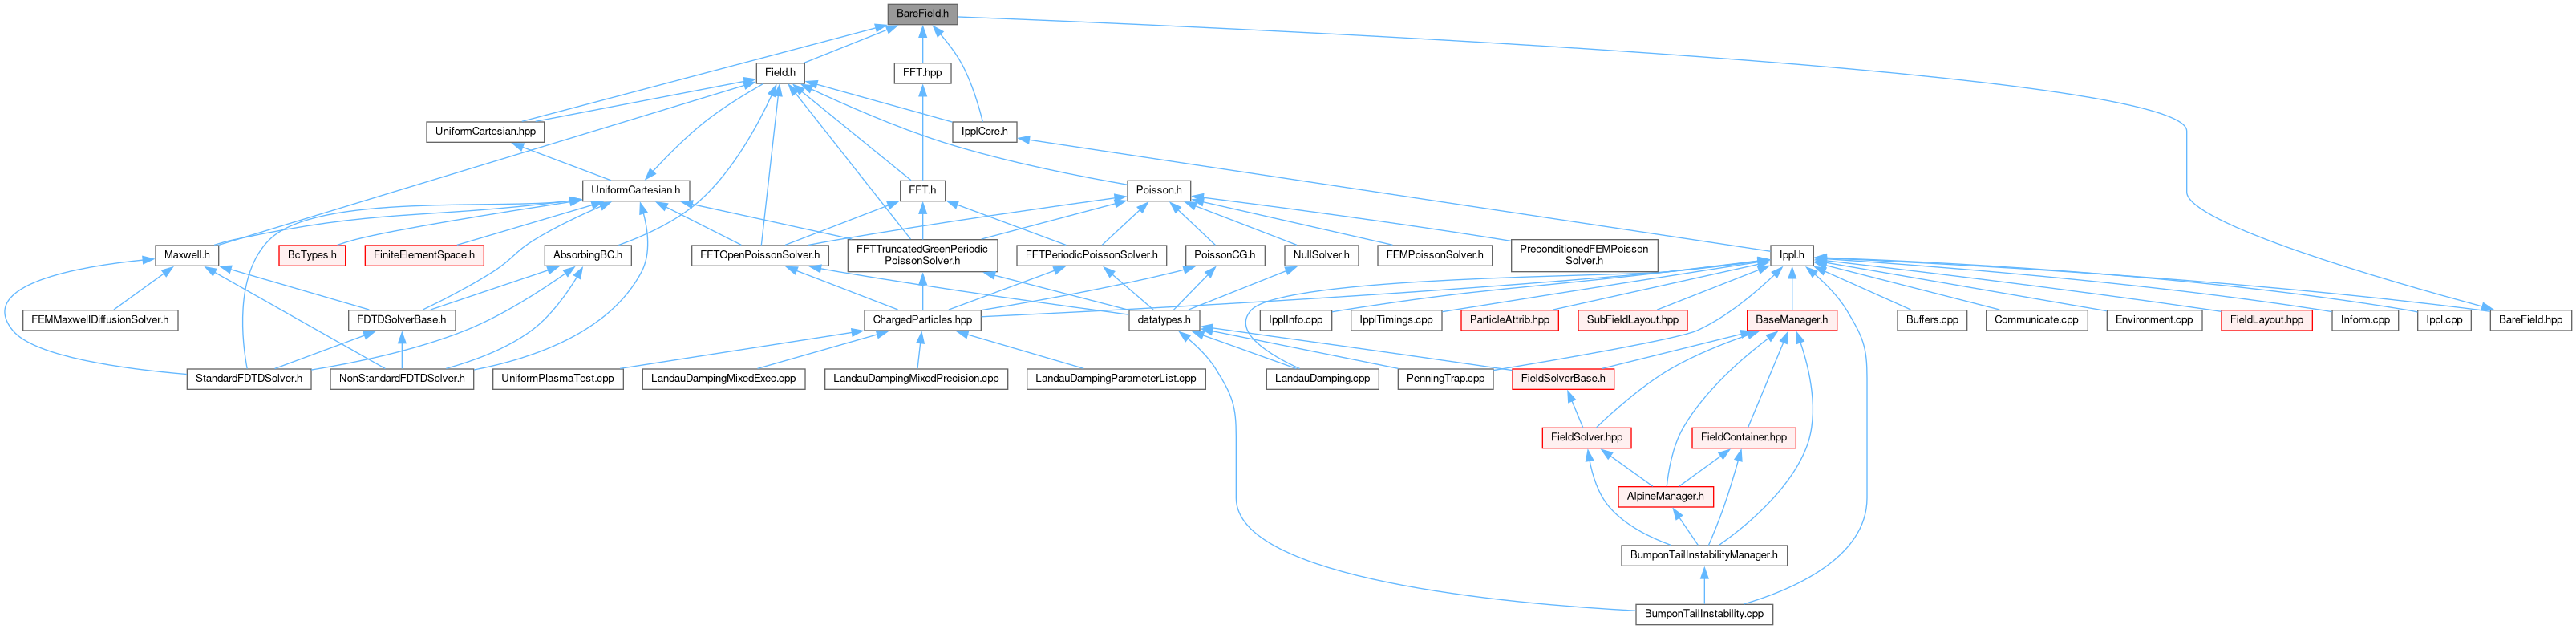 BareField.h
Field.h
FFT.hpp
UniformCartesian.hpp
IpplCore.h
UniformCartesian.h
FFT.h
Poisson.h
Maxwell.h
BcTypes.h
FiniteElementSpace.h
AbsorbingBC.h
FFTOpenPoissonSolver.h
FFTTruncatedGreenPeriodic
PoissonSolver.h
FFTPeriodicPoissonSolver.h
PoissonCG.h
NullSolver.h
FEMPoissonSolver.h
PreconditionedFEMPoisson
Solver.h
Ippl.h
FEMMaxwellDiffusionSolver.h
FDTDSolverBase.h
ChargedParticles.hpp
datatypes.h
IpplInfo.cpp
IpplTimings.cpp
ParticleAttrib.hpp
SubFieldLayout.hpp
BaseManager.h
Buffers.cpp
Communicate.cpp
Environment.cpp
FieldLayout.hpp
Inform.cpp
Ippl.cpp
BareField.hpp
StandardFDTDSolver.h
NonStandardFDTDSolver.h
UniformPlasmaTest.cpp
LandauDampingMixedExec.cpp
LandauDampingMixedPrecision.cpp
LandauDampingParameterList.cpp
LandauDamping.cpp
PenningTrap.cpp
FieldSolverBase.h
FieldSolver.hpp
FieldContainer.hpp
AlpineManager.h
BumponTailInstabilityManager.h
BumponTailInstability.cpp